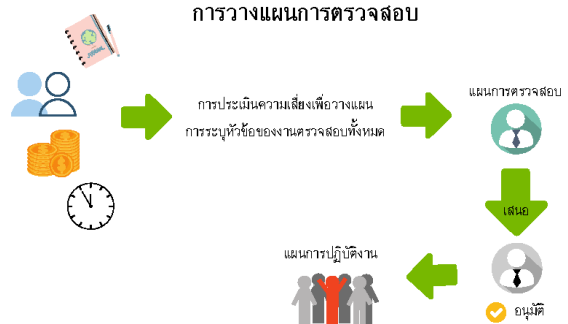 การวางแผนการตรวจสอบ
การประเมินความเสี่ยงเพื่อวางแผน
การระบุหัวข้อของงานตรวจสอบทั้งหมด
แผนการตรวจสอบ
เสนอ
อนุมัติ
แผนการปฏิบัติงาน